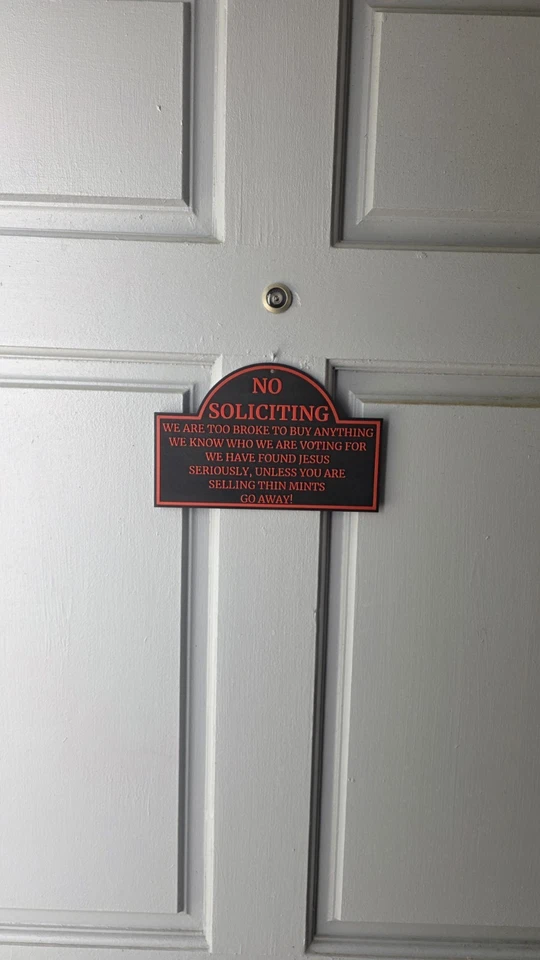 NO
SOLICITING
WE ARE TOO BROKE TO BUY ANYTHING
WE KNOW WHO WE ARE VOTING FOR
WE HAVE FOUND JESUS
SERIOUSLY, UNLESS YOU ARE
SELLING THIN MINTS
GO AWAY!